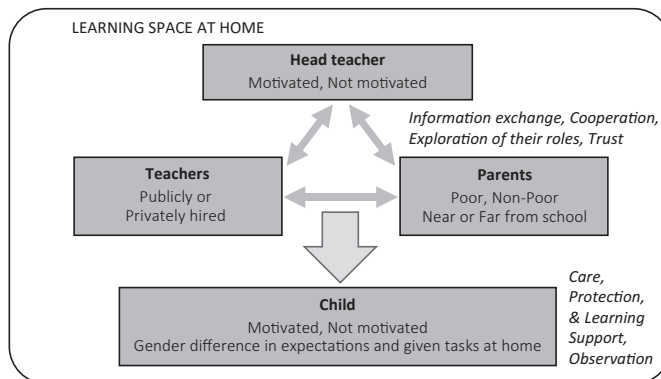 LEARNING SPACE AT HOME
Head teacher
Motivated, Not motivated
Information exchange, Cooperation,
Exploration of their roles, Trust
Teachers
Publicly or
Privately hired
Parents
Poor, Non-Poor
Near or Far from school
Child
Motivated, Not motivated
Gender difference in expectations and given tasks at home
Care,
Protection,
& Learning
Support,
Observation